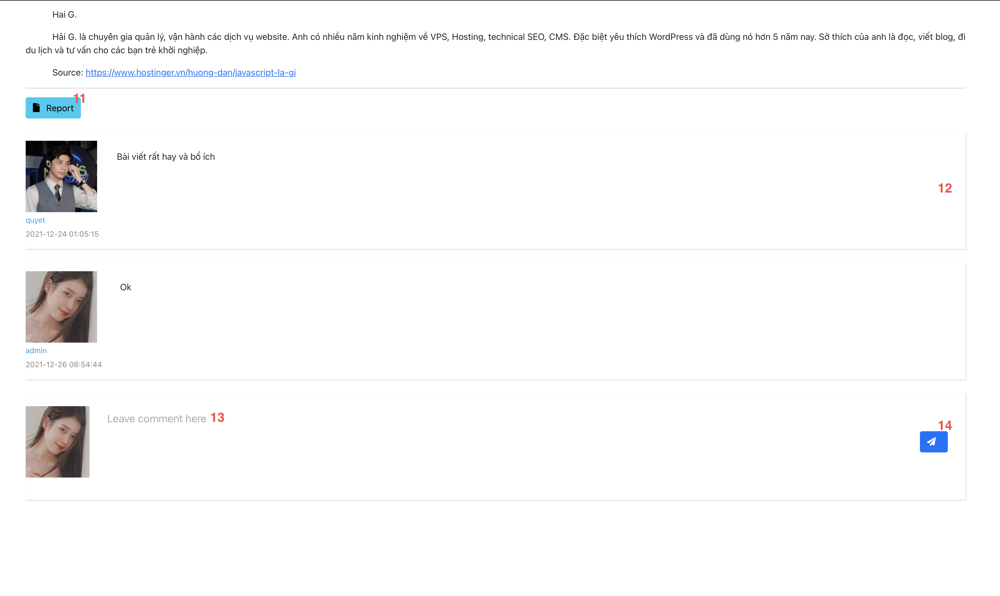 Hai G.
Hải G. là chuyên gia quản lý, vận hành các dịch vụ website. Anh có nhiều năm kinh nghiệm về VPS, Hosting, technical SEO, CMS. Đặc biệt yêu thích WordPress và đã dùng nó hơn 5 năm nay. Sở thích của anh là đọc, viết blog, đi
du lịch và tư vấn cho các bạn trẻ khởi nghiệp.
Source: https://www.hostinger.vn/huong-dan/javascript-la-gi
11
Report
Bài viết rất hay và bổ ích
12
quyet
2021-12-24 01:05:15
Ok
admin
2021-12-26 08:54:44
Leave comment here 13
14